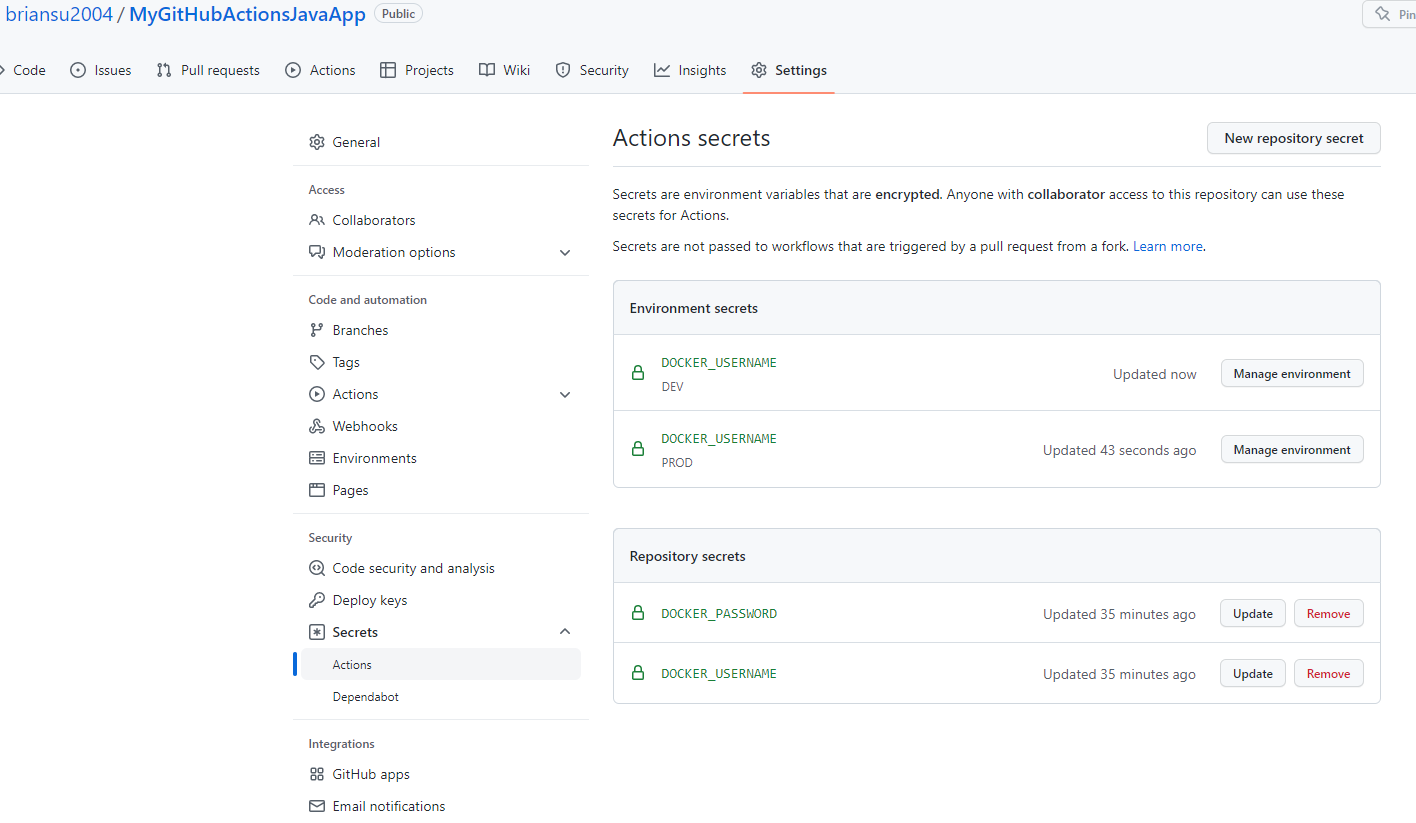 briansu2004 / MyGitHubActionsJavaApp Public
Pin
Code Issues Pull requests Actions Projects Wiki Security Insights Settings
General
Access
Collaborators
Moderation options
Code and automation
Branches
Tags
Actions
Webhooks
Environments
Pages
Security
Code security and analysis
Deploy keys
Secrets
Actions
Dependabot
Integrations
GitHub apps
Email notifications
Actions secrets
New repository secret
Secrets are environment variables that are encrypted. Anyone with collaborator access to this repository can use these
secrets for Actions.
Secrets are not passed to workflows that are triggered by a pull request from a fork. Learn more.
Environment secrets
DOCKER_USERNAME
DEV
Updated now
Manage environment
DOCKER_USERNAME
PROD
Updated 43 seconds ago
Manage environment
Repository secrets
DOCKER_PASSWORD Updated 35 minutes ago Update Remove
DOCKER_USERNAME Updated 35 minutes ago Update Remove